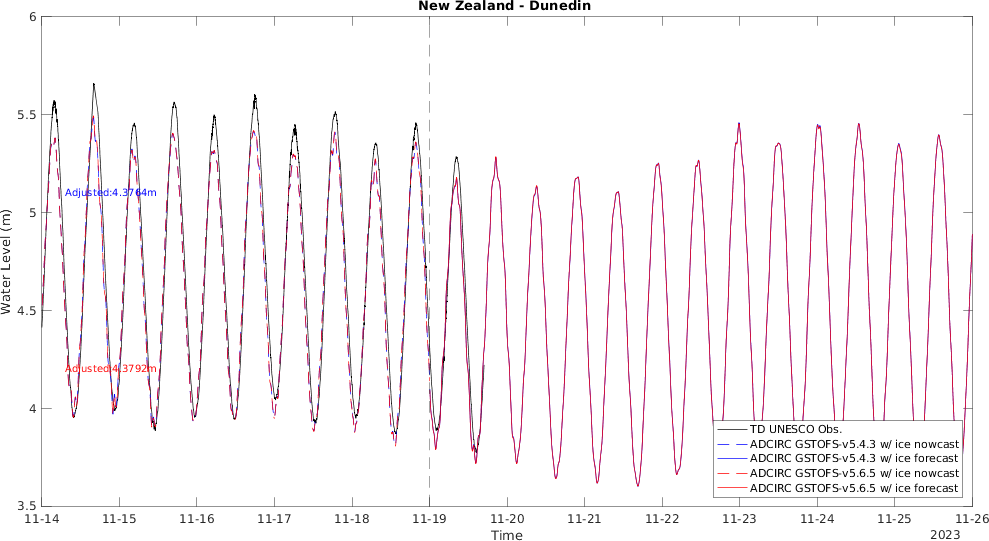 New Zealand - Dunedin
6
5.5
5
4.5
4
3.5
Water Level (m)
Adjusted:4.3764m
Adjusted:4.3792m
TD UNESCO Obs.
ADCIRC GSTOFS-v5.4.3 w/ ice nowcast
ADCIRC GSTOFS-v5.4.3 w/ ice forecast
ADCIRC GSTOFS-v5.6.5 w/ ice nowcast
ADCIRC GSTOFS-v5.6.5 w/ ice forecast
11-14 11-15 11-16 11-17 11-18 11-19 11-20 11-21 11-22 11-23 11-24 11-25 11-26
Time
2023